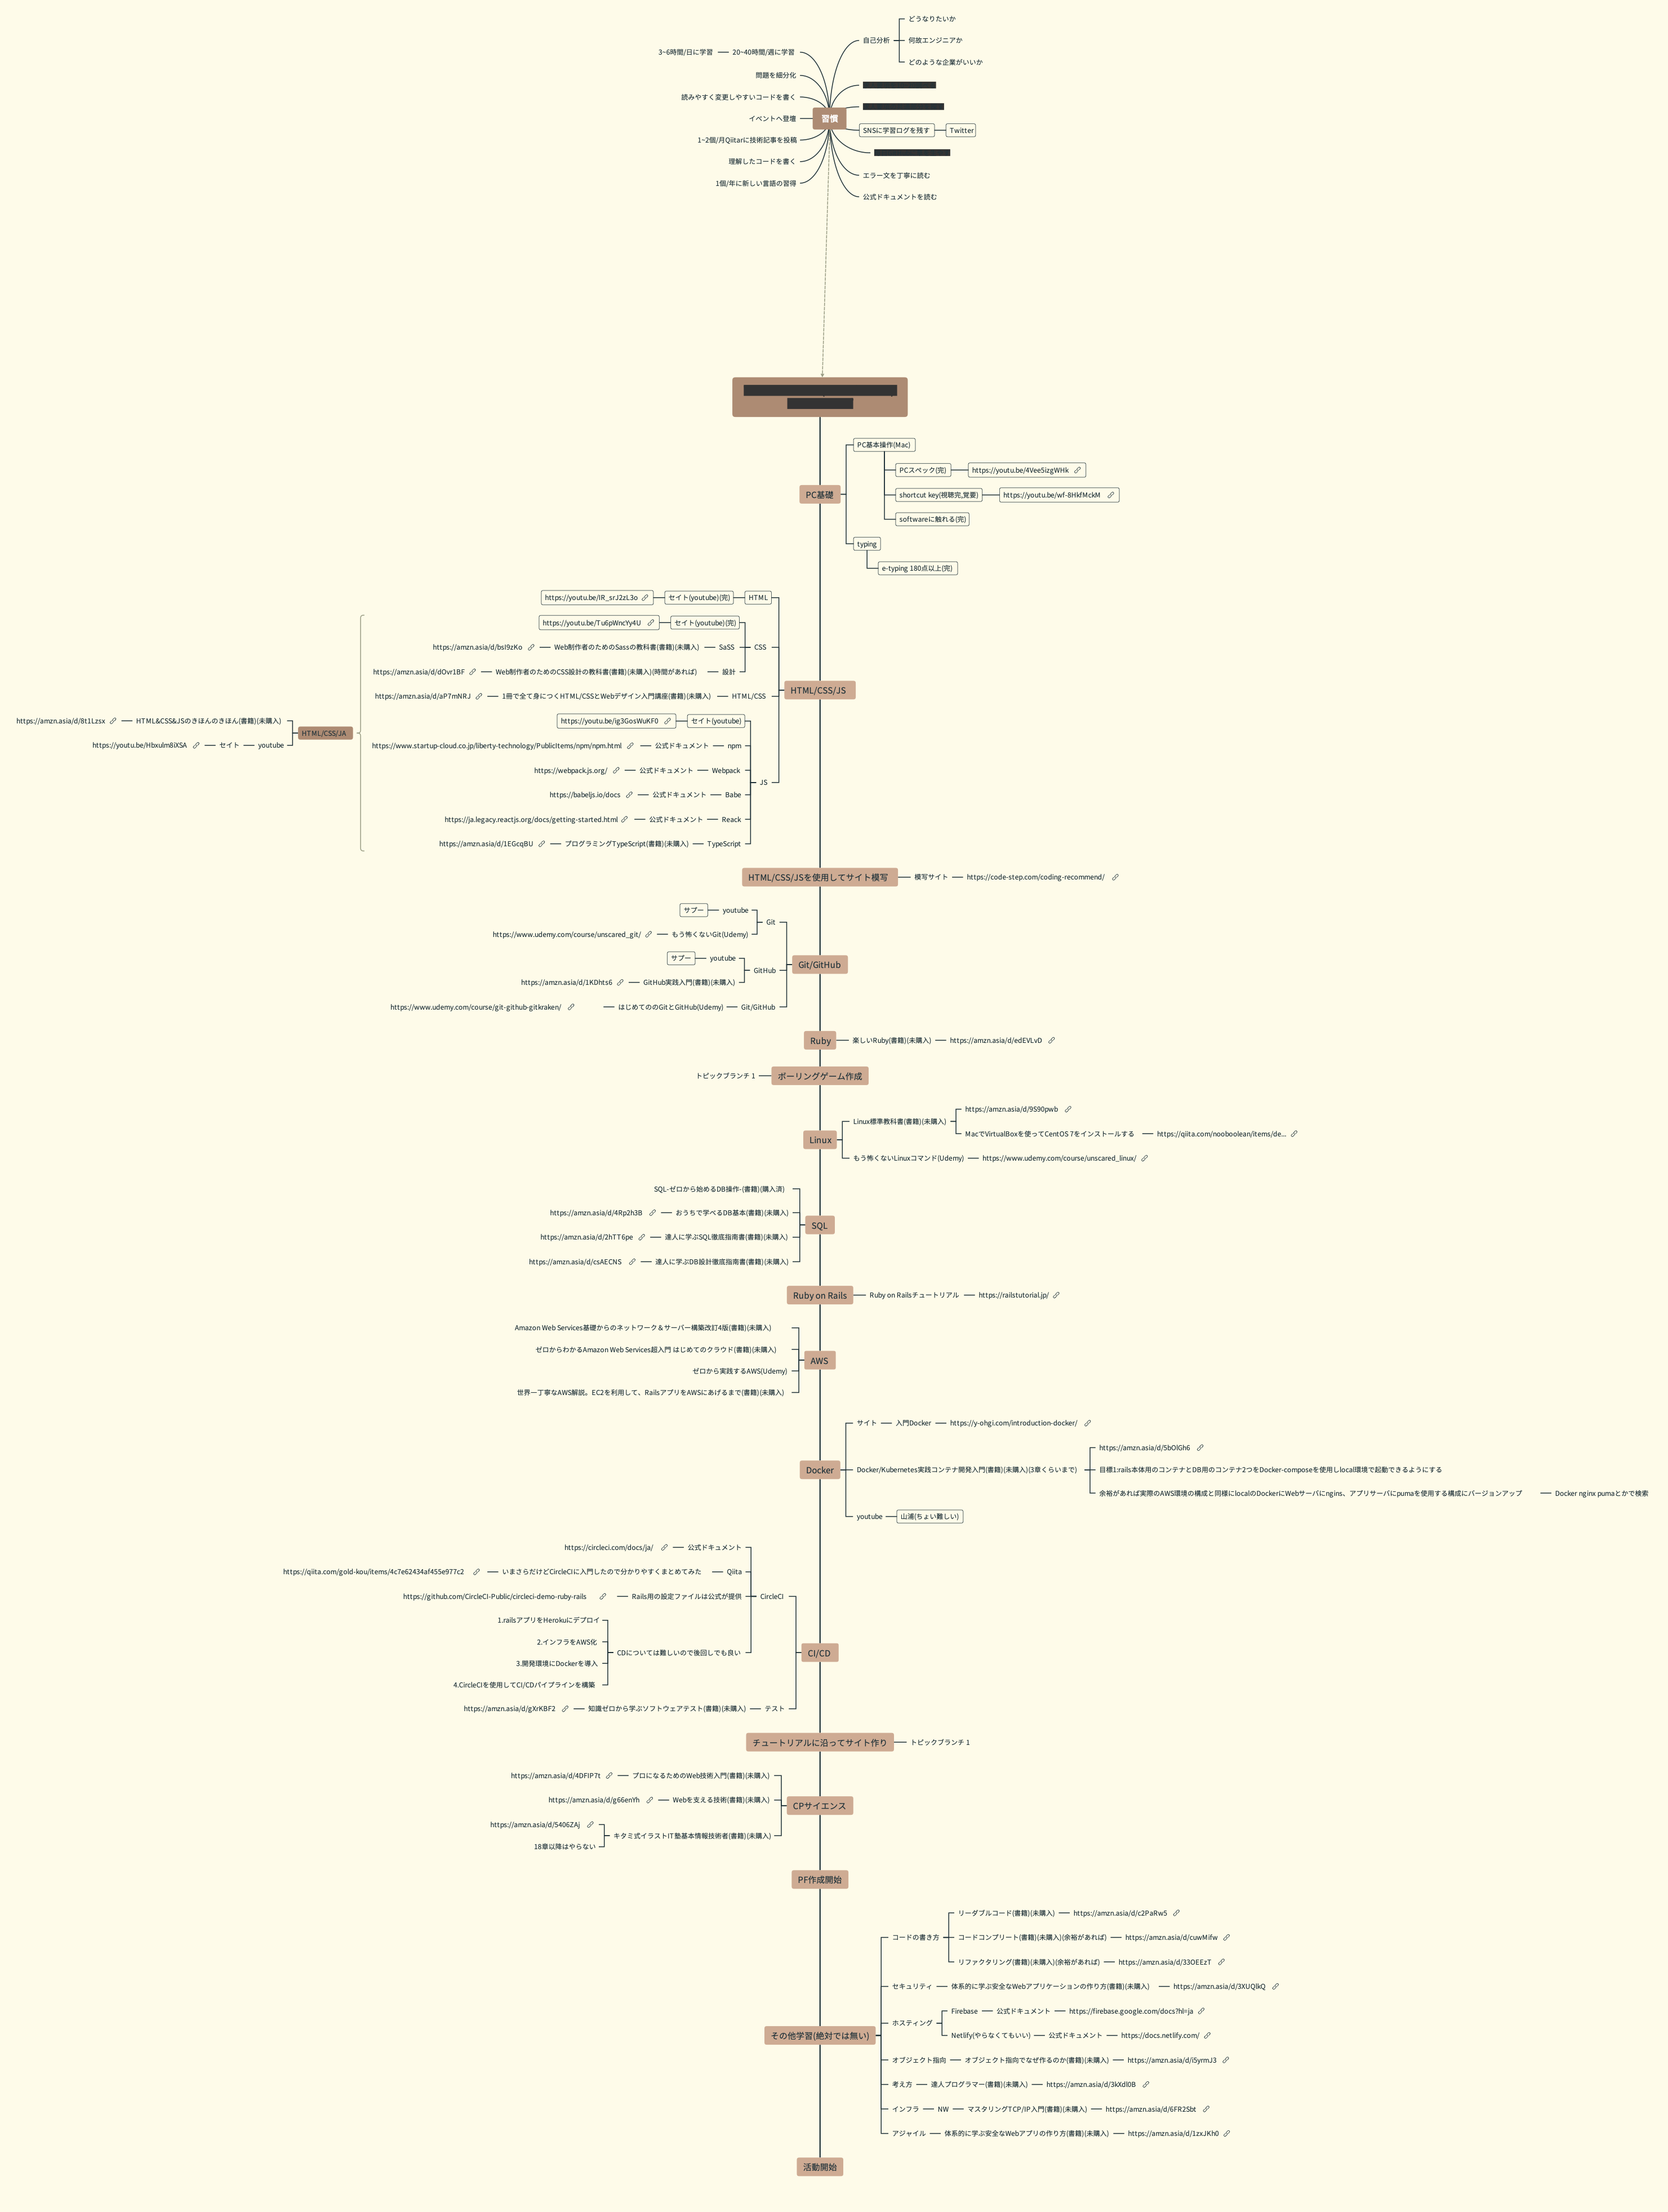 どうなりたいか
自己分析
何故エンジニアか
どのような企業がいいか
3~6時間/日に学習
20~40時間/週に学習
問題を細分化
読みやすく変更しやすいコードを書く
イベントへ登壇
1~2個/月Qiitarに技術記事を投稿
理解したコードを書く
1個/年に新しい言語の習得
習慣
SNSに学習ログを残す
Twitter
エラー文を丁寧に読む
公式ドキュメントを読む
PC基礎
PC基本操作(Mac)
PCスペック(完)
https://youtu.be/4Vee5izgWHk
shortcut key(視聴完,覚要)
https://youtu.be/wf-8HkfMckM
softwareに触れる(完)
typing
e-typing 180点以上(完)
HTML/CSS/JS
https://youtu.be/IR_srJ2zL3o
セイト(youtube)(完)
HTML
https://youtu.be/Tu6pWncYy4U
セイト(youtube)(完)
https://amzn.asia/d/bsI9zKo
Web制作者のためのSassの教科書(書籍)(未購入)
SaSS
CSS
https://amzn.asia/d/dOvr1BF
Web制作者のためのCSS設計の教科書(書籍)(未購入)(時間があれば)
設計
https://amzn.asia/d/aP7mNRJ
1冊で全て身につくHTML/CSSとWebデザイン入門講座(書籍)(未購入)
HTML/CSS
https://youtu.be/ig3GosWuKF0
セイト(youtube)
https://www.startup-cloud.co.jp/liberty-technology/PublicItems/npm/npm.html
公式ドキュメント
npm
https://webpack.js.org/
公式ドキュメント
Webpack
JS
https://babeljs.io/docs
公式ドキュメント
Babe
https://ja.legacy.reactjs.org/docs/getting-started.html
公式ドキュメント
Reack
https://amzn.asia/d/1EGcqBU
プログラミングTypeScript(書籍)(未購入)
TypeScript
https://amzn.asia/d/8t1Lzsx
HTML&CSS&JSのきほんのきほん(書籍)(未購入)
HTML/CSS/JA
https://youtu.be/Hbxulm8iXSA
セイト
youtube
HTML/CSS/JSを使用してサイト模写
模写サイト
https://code-step.com/coding-recommend/
Git/GitHub
サプー
youtube
Git
https://www.udemy.com/course/unscared_git/
もう怖くないGit(Udemy)
サプー
youtube
GitHub
https://amzn.asia/d/1KDhts6
GitHub実践入門(書籍)(未購入)
https://www.udemy.com/course/git-github-gitkraken/
はじめてののGitとGitHub(Udemy)
Git/GitHub
Ruby
楽しいRuby(書籍)(未購入)
https://amzn.asia/d/edEVLvD
トピックブランチ 1
ボーリングゲーム作成
Linux
Linux標準教科書(書籍)(未購入)
https://amzn.asia/d/9S90pwb
MacでVirtualBoxを使ってCentOS 7をインストールする
https://qiita.com/nooboolean/items/de...
もう怖くないLinuxコマンド(Udemy)
https://www.udemy.com/course/unscared_linux/
SQL
SQL-ゼロから始めるDB操作-(書籍)(購入済)
https://amzn.asia/d/4Rp2h3B
おうちで学べるDB基本(書籍)(未購入)
https://amzn.asia/d/2hTT6pe
達人に学ぶSQL徹底指南書(書籍)(未購入)
https://amzn.asia/d/csAECNS
達人に学ぶDB設計徹底指南書(書籍)(未購入)
Ruby on Rails
Ruby on Railsチュートリアル
https://railstutorial.jp/
AWS
Amazon Web Services基礎からのネットワーク＆サーバー構築改訂4版(書籍)(未購入)
ゼロからわかるAmazon Web Services超入門 はじめてのクラウド(書籍)(未購入)
ゼロから実践するAWS(Udemy)
世界一丁寧なAWS解説。EC2を利用して、RailsアプリをAWSにあげるまで(書籍)(未購入)
Docker
サイト
入門Docker
https://y-ohgi.com/introduction-docker/
Docker/Kubernetes実践コンテナ開発入門(書籍)(未購入)(3章くらいまで)
https://amzn.asia/d/5bOlGh6
目標1:rails本体用のコンテナとDB用のコンテナ2つをDocker-composeを使用しlocal環境で起動できるようにする
余裕があれば実際のAWS環境の構成と同様にlocalのDockerにWebサーバにngins、アプリサーバにpumaを使用する構成にバージョンアップ
Docker nginx pumaとかで検索
youtube
山浦(ちょい難しい)
CI/CD
https://circleci.com/docs/ja/
公式ドキュメント
https://qiita.com/gold-kou/items/4c7e62434af455e977c2
いまさらだけどCircleCIに入門したので分かりやすくまとめてみた
Qiita
https://github.com/CircleCI-Public/circleci-demo-ruby-rails
Rails用の設定ファイルは公式が提供
CircleCI
1.railsアプリをHerokuにデプロイ
2.インフラをAWS化
3.開発環境にDockerを導入
4.CircleCIを使用してCI/CDパイプラインを構築
CDについては難しいので後回しでも良い
https://amzn.asia/d/gXrKBF2
知識ゼロから学ぶソフトウェアテスト(書籍)(未購入)
テスト
チュートリアルに沿ってサイト作り
トピックブランチ 1
CPサイエンス
https://amzn.asia/d/4DFIP7t
プロになるためのWeb技術入門(書籍)(未購入)
https://amzn.asia/d/g66enYh
Webを支える技術(書籍)(未購入)
https://amzn.asia/d/5406ZAj
18章以降はやらない
キタミ式イラストIT塾基本情報技術者(書籍)(未購入)
PF作成開始
その他学習(絶対では無い)
コードの書き方
リーダブルコード(書籍)(未購入)
https://amzn.asia/d/c2PaRw5
コードコンプリート(書籍)(未購入)(余裕があれば)
https://amzn.asia/d/cuwMifw
リファクタリング(書籍)(未購入)(余裕があれば)
https://amzn.asia/d/33OEEzT
セキュリティ
体系的に学ぶ安全なWebアプリケーションの作り方(書籍)(未購入)
https://amzn.asia/d/3XUQlkQ
ホスティング
Firebase
公式ドキュメント
https://firebase.google.com/docs?hl=ja
Netlify(やらなくてもいい)
公式ドキュメント
https://docs.netlify.com/
オブジェクト指向
オブジェクト指向でなぜ作るのか(書籍)(未購入)
https://amzn.asia/d/i5yrmJ3
考え方
達人プログラマー(書籍)(未購入)
https://amzn.asia/d/3kXdl0B
インフラ
NW
マスタリングTCP/IP入門(書籍)(未購入)
https://amzn.asia/d/6FR2Sbt
アジャイル
体系的に学ぶ安全なWebアプリの作り方(書籍)(未購入)
https://amzn.asia/d/1zxJKh0
活動開始